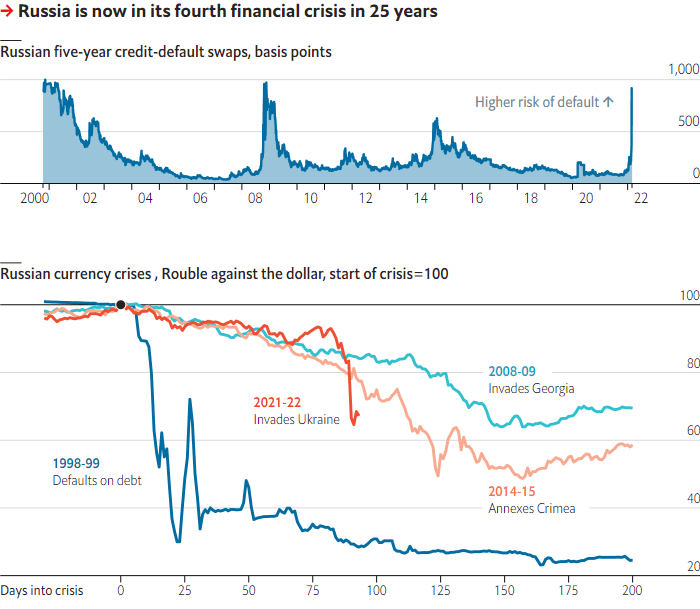 → Russia is now in its fourth financial crisis in 25 years
Russian five-year credit-default swaps, basis points
1,000
Higher risk of default ↑
500
0
2000 02 04 06 08 10 12 14 16 18 20 22
Russian currency crises , Rouble against the dollar, start of crisis=100
100
80
2008-09
Invades Georgia
2021-22
Invades Ukraine
60
1998-99
Defaults on debt
2014-15
Annexes Crimea
40
20
Days into crisis 0 25 50 75 100 125 150 175 200